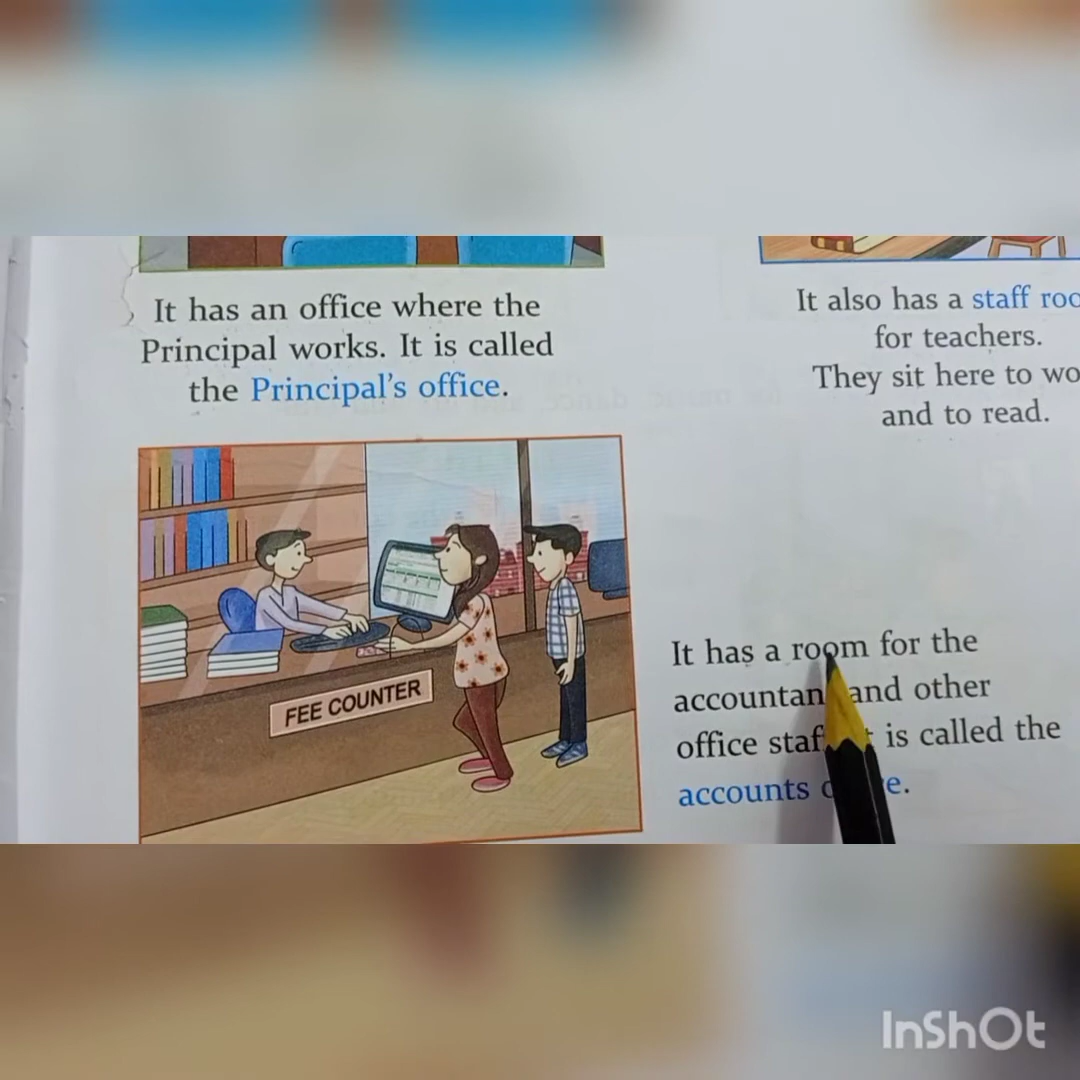 It has an office where the
Principal works. It is called
the Principal's office.
It also has a staff
for teachers.
They sit here to
and to read.
FEE COUNTER
It has a room for the
and other
office is called the
accounts
InShOt